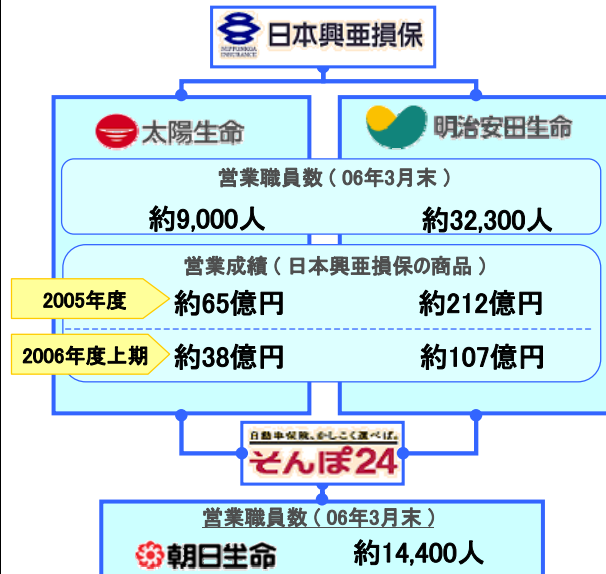 日本興亜損保
NIPPONKOA
INSURANCE
太陽生命
明治安田生命
営業職員数 ( 06年3月末 )
約9,000人
約32,300人
営業成績 ( 日本興亜損保の商品 )
2005年度
約65億円
約212億円
2006年度上期
約38億円
約107億円
自動車保険、かしこく選べば。
そんぽ24
営業職員数 ( 06年3月末 )
朝日生命
約14,400人